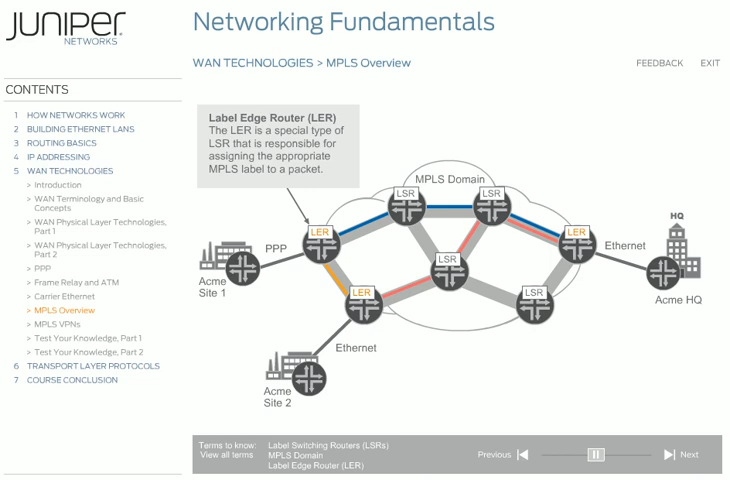 JUNIPER
NETWORKS
Networking Fundamentals
WAN TECHNOLOGIES > MPLS Overview
FEEDBACK
EXIT
CONTENTS
1 HOW NETWORKS WORK
2 BUILDING ETHERNET LANS
3 ROUTING BASICS
4 IP ADDRESSING
5 WAN TECHNOLOGIES
> Introduction
> WAN Terminology and Basic
Concepts
> WAN Physical Layer Technologies,
Part 1
> WAN Physical Layer Technologies,
Part 2
> PPP
> Frame Relay and ATM
> Carrier Ethernet
> MPLS Overview
> MPLS VPNs
> Test Your Knowledge, Part 1
> Test Your Knowledge, Part 2
6 TRANSPORT LAYER PROTOCOLS
7 COURSE CONCLUSION
Label Edge Router (LER)
The LER is a special type of
LSR that is responsible for
assigning the appropriate
MPLS label to a packet.
MPLS Domain
LSR
LSR
HQ
LER
LER
PPP
Ethernet
LSR
Acme
Site 1
LER
LSR
Acme HQ
Ethernet
Acme
Site 2
Terms to know:
View all terms
Label Switching Routers (LSRs)
MPLS Domain
Label Edge Router (LER)
Previous
Next